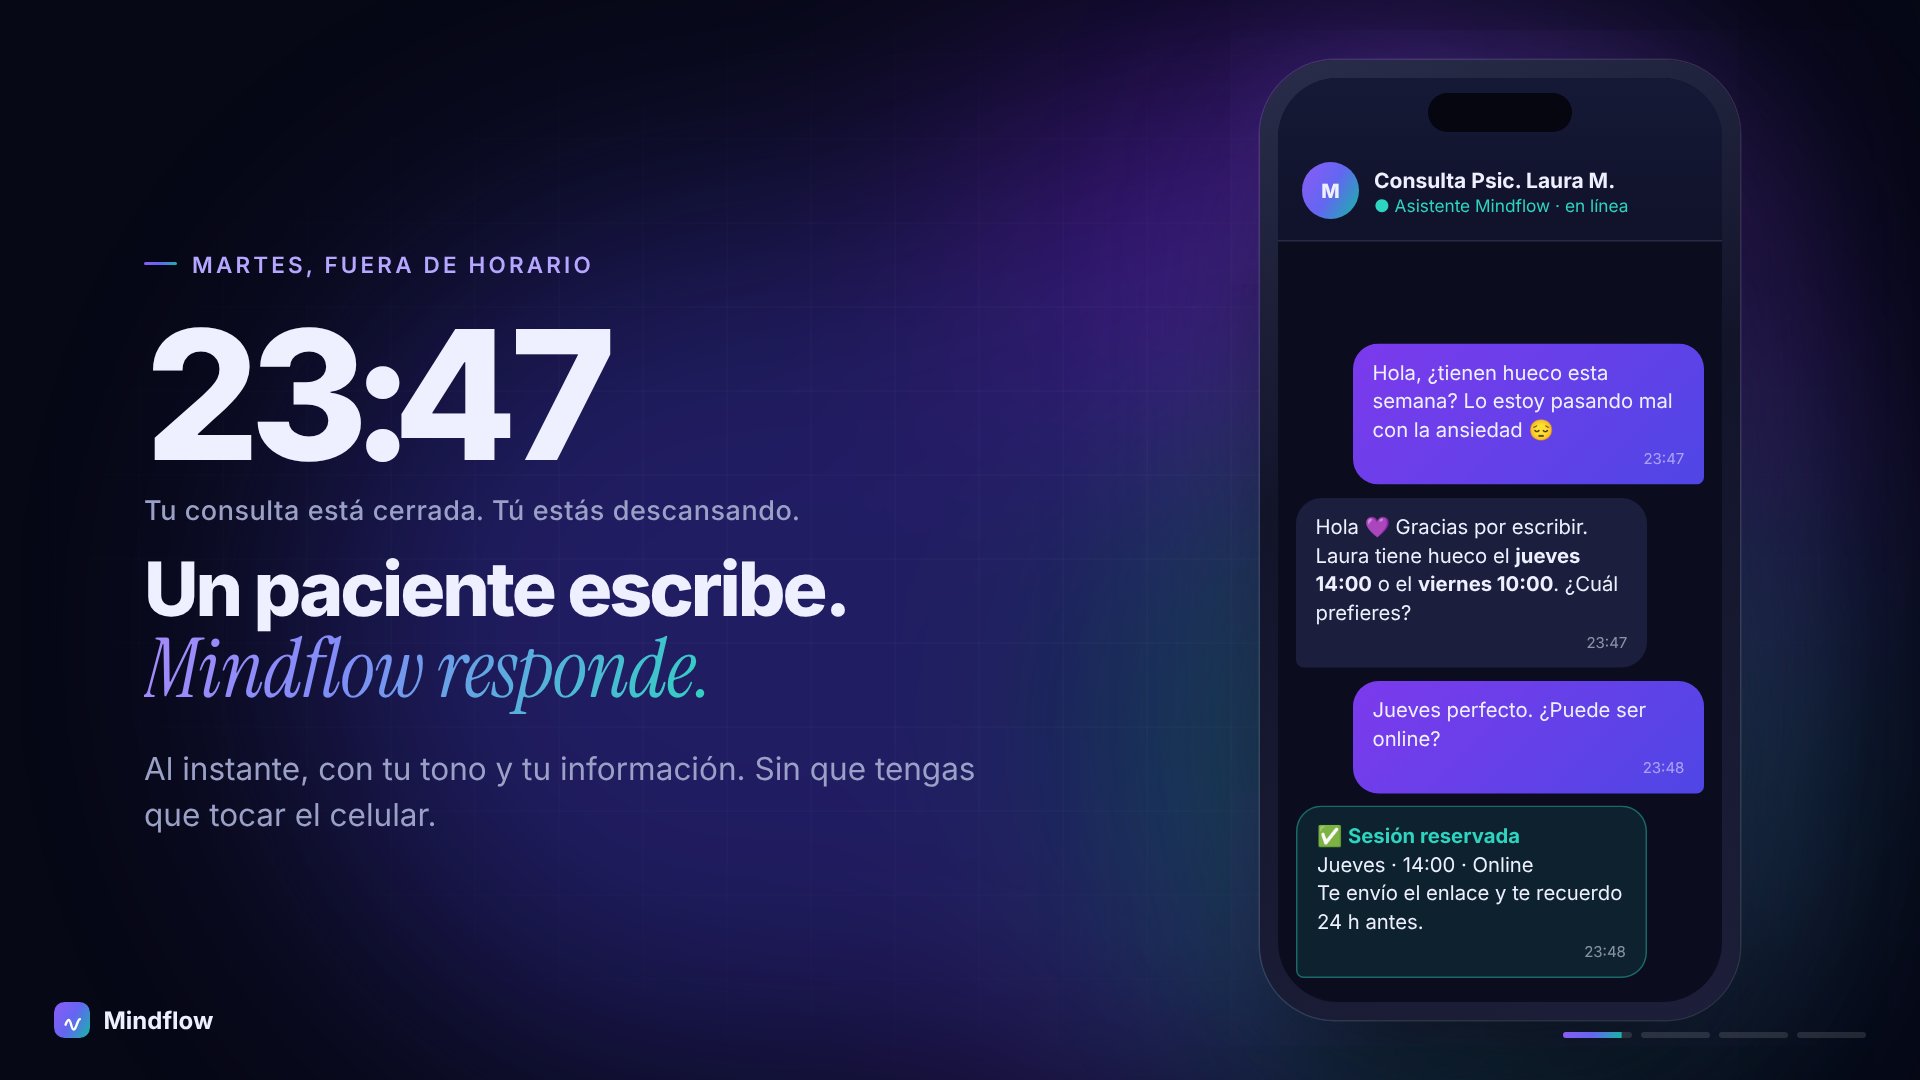 MARTES, FUERA DE HORARIO
23:47
Tu consulta está cerrada. Tú estás descansando.
Un paciente escribe.
Mindflow responde.
Al instante, con tu tono y tu información. Sin que tengas
que tocar el celular.
Mindflow
M
Consulta Psic. Laura M.
Asistente Mindflow · en línea
Hola, ¿tienen hueco esta
semana? Lo estoy pasando mal
con la ansiedad 😔
23:47
Hola 💜 Gracias por escribir.
Laura tiene hueco el jueves
14:00 o el viernes 10:00. ¿Cuál
prefieres?
23:47
Jueves perfecto. ¿Puede ser
online?
23:48
✅ Sesión reservada
Jueves · 14:00 · Online
Te envío el enlace y te recuerdo
24 h antes.
23:48